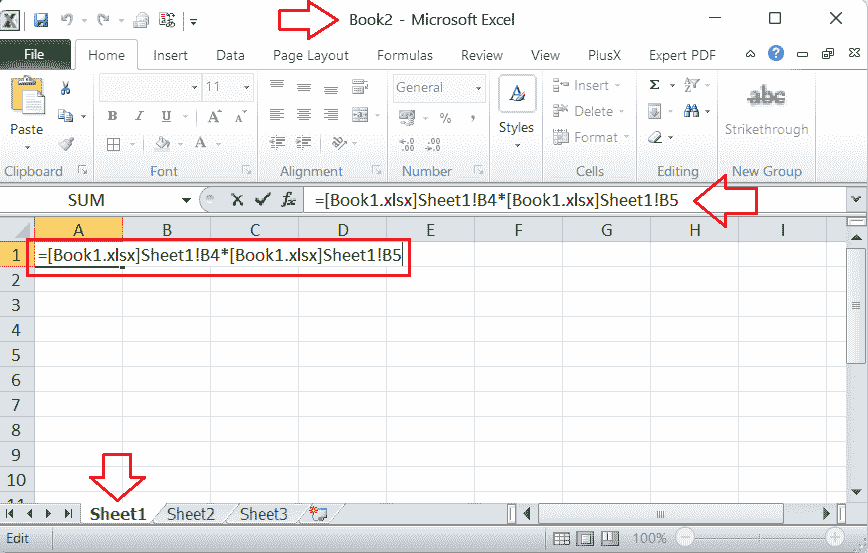 Book2 - Microsoft Excel
File Home Insert Data Page Layout Formulas Review View PlusX Expert PDF
11 General Insert Σ abc
Paste B I U A A % Styles Delete Strikethrough
Format
Clipboard Font Alignment Number Cells Editing New Group
SUM fx =[Book1.xlsx]Sheet1!B4*[Book1.xlsx]Sheet1!B5
A B C D E F G H I
1 =[Book1.xlsx]Sheet1!B4*[Book1.xlsx]Sheet1!B5
2
3
4
5
6
7
8
9
10
Sheet1 Sheet2 Sheet3
Edit 100%